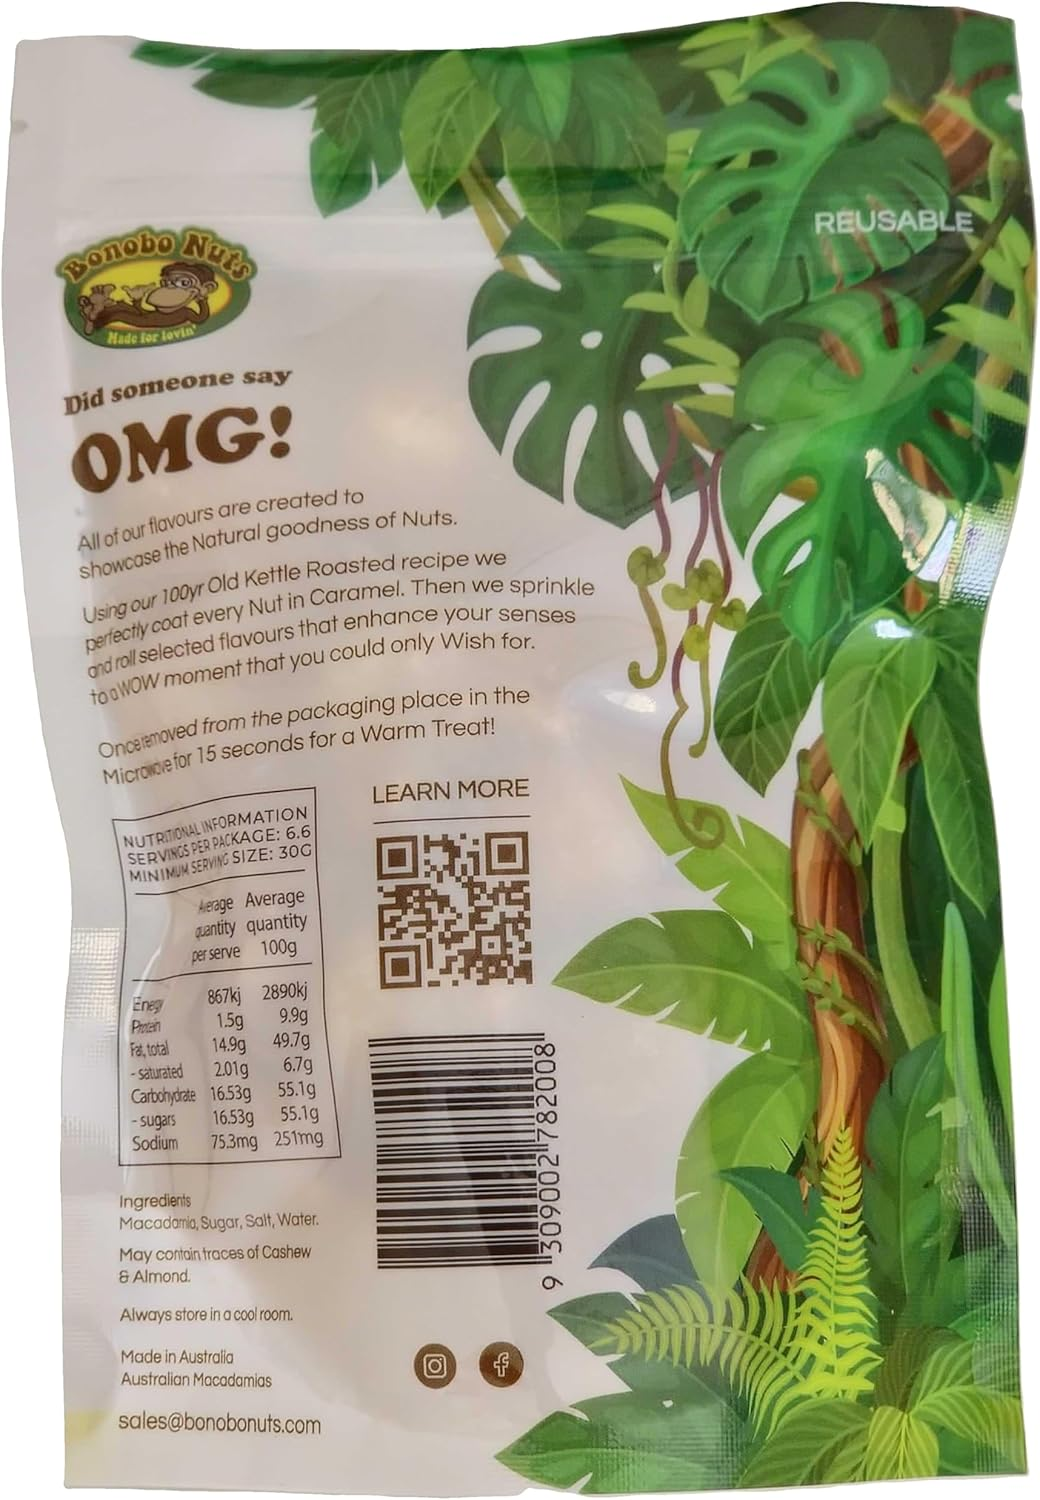 REUSABLE
Bonobo Nuts
Made for lovin'
Did someone say
OMG!
All of our flavours are created to
showcase the Natural goodness of Nuts.
Using our 100yr Old Kettle Roasted recipe we
perfectly coat every Nut in Caramel. Then we sprinkle
and roll selected flavours that enhance your senses
to a WOW moment that you could only Wish for.
Once removed from the packaging place in the
Microwave for 15 seconds for a Warm Treat!
LEARN MORE
NUTRITIONAL INFORMATION
SERVINGS PER PACKAGE: 6.6
MINIMUM SERVING SIZE: 30G
Average Average
quantity quantity
per serve 100g
Enegy 867kj 2890kj
Protein 1.5g 9.9g
Fat, total 14.9g 49.7g
- saturated 2.01g 6.7g
Carbohydrate 16.53g 55.1g
- sugars 16.53g 55.1g
Sodium 75.3mg 251mg
9 309002 782008
Ingredients
Macadamia, Sugar, Salt, Water.
May contain traces of Cashew
& Almond.
Always store in a cool room.
Made in Australia
Australian Macadamias
sales@bonobonuts.com